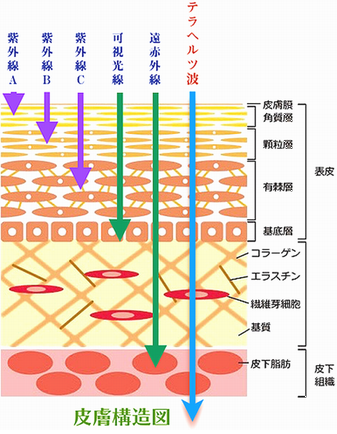 紫外線A
紫外線B
紫外線C
可視光線
遠赤外線
テラヘルツ波
皮膚膜
角質層
顆粒層
有棘層
基底層
表皮
コラーゲン
エラスチン
繊維芽細胞
基質
皮下脂肪
皮下
組織
皮膚構造図